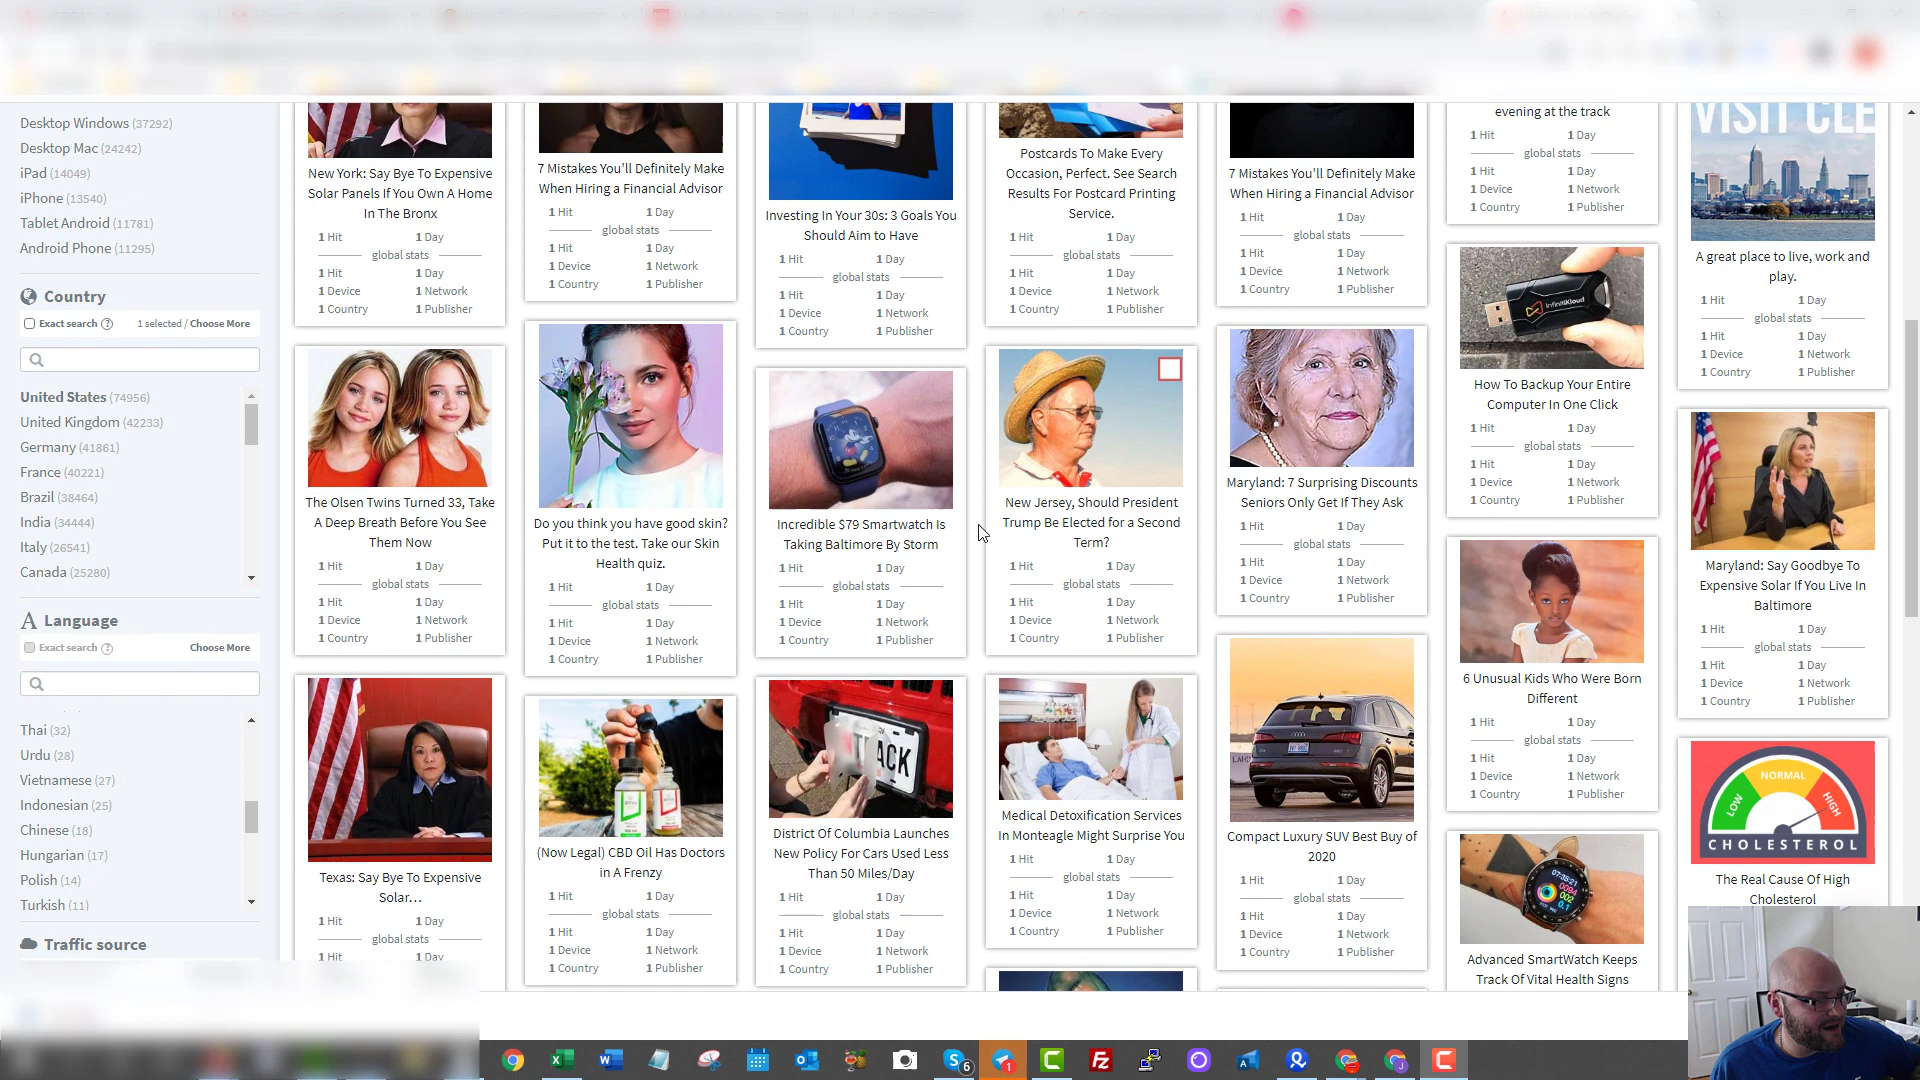 Desktop Windows (37292)
Desktop Mac (24242)
iPad (14049)
iPhone (13540)
Tablet Android (11781)
Android Phone (11295)
Country
Exact search ? 1 selected / Choose More
United States (74956)
United Kingdom (42233)
Germany (41861)
France (40221)
Brazil (38464)
India (34444)
Italy (26541)
Canada (25280)
A Language
Exact search ? Choose More
Thai (32)
Urdu (28)
Vietnamese (27)
Indonesian (25)
Chinese (18)
Hungarian (17)
Polish (14)
Turkish (11)
Traffic source
New York: Say Bye To Expensive
Solar Panels If You Own A Home
In The Bronx
1 Hit 1 Day
global stats
1 Hit 1 Day
1 Device 1 Network
1 Country 1 Publisher
The Olsen Twins Turned 33, Take
A Deep Breath Before You See
Them Now
1 Hit 1 Day
global stats
1 Hit 1 Day
1 Device 1 Network
1 Country 1 Publisher
Texas: Say Bye To Expensive
Solar...
1 Hit 1 Day
global stats
1 Hit 1 Day
7 Mistakes You'll Definitely Make
When Hiring a Financial Advisor
1 Hit 1 Day
global stats
1 Hit 1 Day
1 Device 1 Network
1 Country 1 Publisher
Do you think you have good skin?
Put it to the test. Take our Skin
Health quiz.
1 Hit 1 Day
global stats
1 Hit 1 Day
1 Device 1 Network
1 Country 1 Publisher
(Now Legal) CBD Oil Has Doctors
in A Frenzy
1 Hit 1 Day
global stats
1 Hit 1 Day
1 Device 1 Network
1 Country 1 Publisher
Investing In Your 30s: 3 Goals You
Should Aim to Have
1 Hit 1 Day
global stats
1 Hit 1 Day
1 Device 1 Network
1 Country 1 Publisher
Incredible $79 Smartwatch Is
Taking Baltimore By Storm
1 Hit 1 Day
global stats
1 Hit 1 Day
1 Device 1 Network
1 Country 1 Publisher
ACK
District Of Columbia Launches
New Policy For Cars Used Less
Than 50 Miles/Day
1 Hit 1 Day
global stats
1 Hit 1 Day
1 Device 1 Network
1 Country 1 Publisher
Postcards To Make Every
Occasion, Perfect. See Search
Results For Postcard Printing
Service.
1 Hit 1 Day
global stats
1 Hit 1 Day
1 Device 1 Network
1 Country 1 Publisher
New Jersey, Should President
Trump Be Elected for a Second
Term?
1 Hit 1 Day
global stats
1 Hit 1 Day
1 Device 1 Network
1 Country 1 Publisher
Medical Detoxification Services
In Monteagle Might Surprise You
1 Hit 1 Day
global stats
1 Hit 1 Day
1 Device 1 Network
1 Country 1 Publisher
7 Mistakes You'll Definitely Make
When Hiring a Financial Advisor
1 Hit 1 Day
global stats
1 Hit 1 Day
1 Device 1 Network
1 Country 1 Publisher
Maryland: 7 Surprising Discounts
Seniors Only Get If They Ask
1 Hit 1 Day
global stats
1 Hit 1 Day
1 Device 1 Network
1 Country 1 Publisher
Compact Luxury SUV Best Buy of
2020
1 Hit 1 Day
global stats
1 Hit 1 Day
1 Device 1 Network
1 Country 1 Publisher
evening at the track
1 Hit 1 Day
global stats
1 Hit 1 Day
1 Device 1 Network
1 Country 1 Publisher
InfinitiKloud
How To Backup Your Entire
Computer In One Click
1 Hit 1 Day
global stats
1 Hit 1 Day
1 Device 1 Network
1 Country 1 Publisher
6 Unusual Kids Who Were Born
Different
1 Hit 1 Day
global stats
1 Hit 1 Day
1 Device 1 Network
1 Country 1 Publisher
Advanced SmartWatch Keeps
Track Of Vital Health Signs
VISIT CLE
A great place to live, work and
play.
1 Hit 1 Day
global stats
1 Hit 1 Day
1 Device 1 Network
1 Country 1 Publisher
Maryland: Say Goodbye To
Expensive Solar If You Live In
Baltimore
1 Hit 1 Day
global stats
1 Hit 1 Day
1 Device 1 Network
1 Country 1 Publisher
LOW NORMAL HIGH
CHOLESTEROL
The Real Cause Of High
Cholesterol